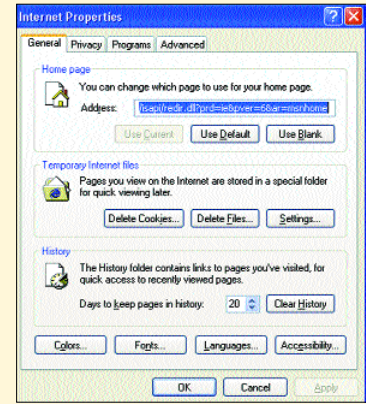 Internet Properties
General Privacy Programs Advanced
Home page
You can change which page to use for your home page.
Address: /isapi/redir.dll?prd=ie&pver=6&ar=msnhome
Use Current Use Default Use Blank
Temporary Internet files
Pages you view on the Internet are stored in a special folder
for quick viewing later.
Delete Cookies... Delete Files... Settings...
History
The History folder contains links to pages you've visited, for
quick access to recently viewed pages.
Days to keep pages in history: 20 Clear History
Colors... Fonts... Languages... Accessibility...
OK Cancel Apply